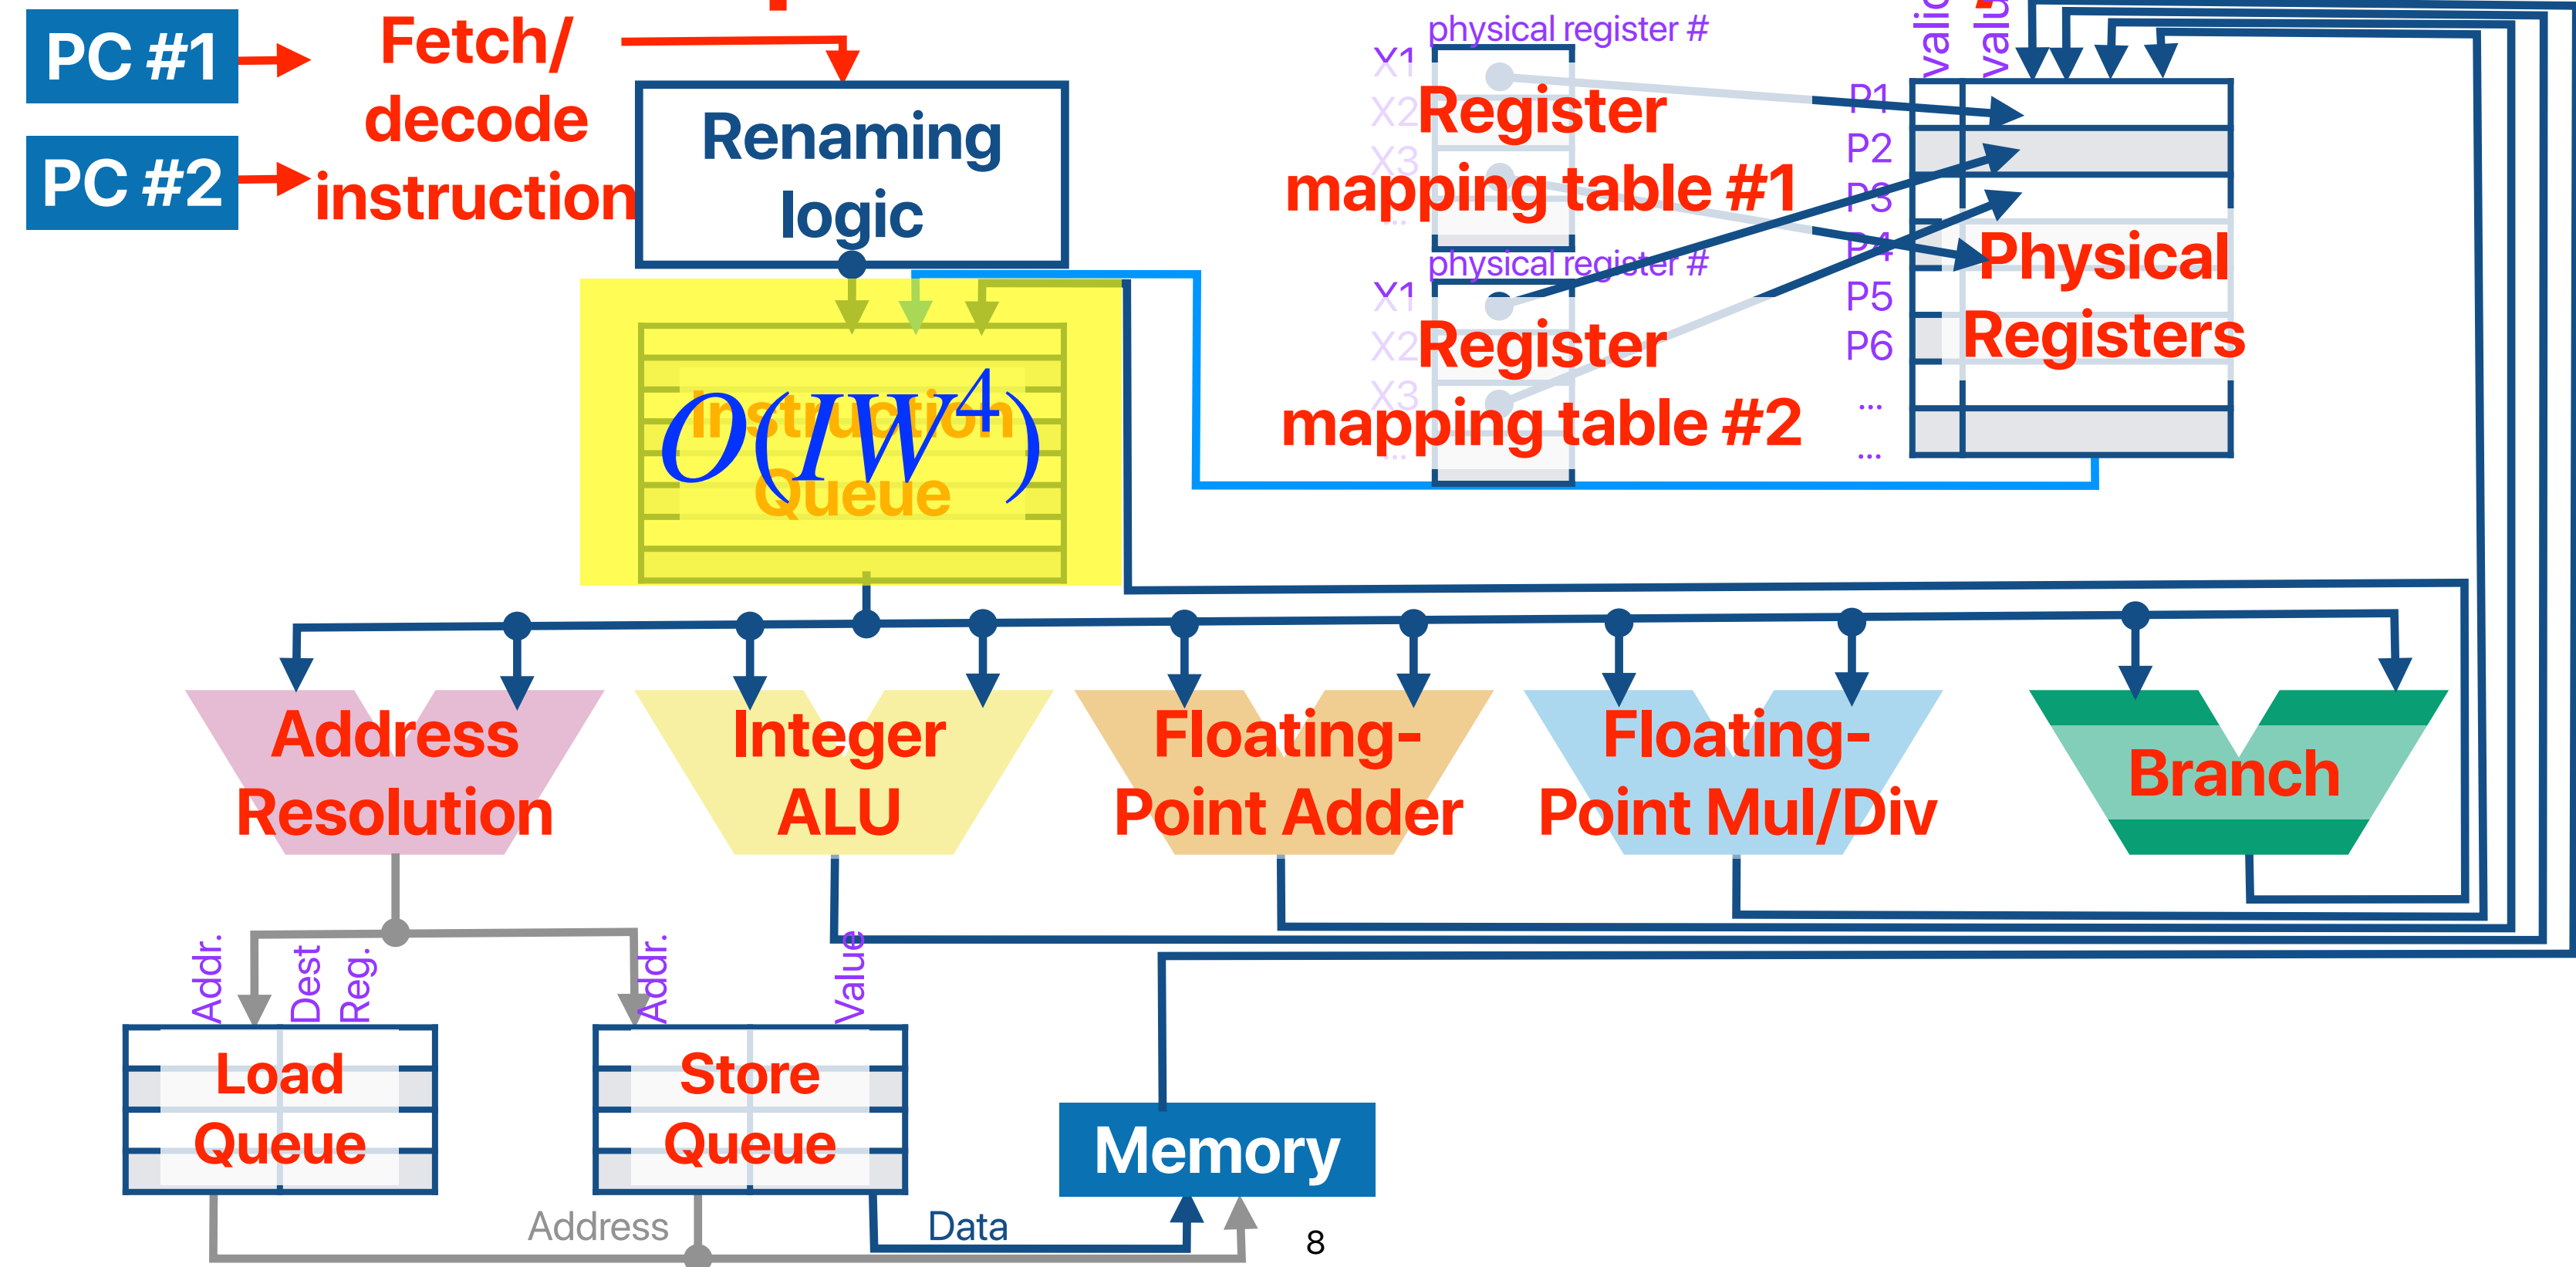 PC #1
PC #2
Fetch/
decode
instruction
Renaming
logic
Instruction
Queue
O(IW⁴)
physical register #
X1
X2
X3
...
Register
mapping table #1
physical register #
X1
X2
X3
...
Register
mapping table #2
valid
P1
P2
P3
P4
P5
P6
...
...
Physical
Registers
Address
Resolution
Integer
ALU
Floating-
Point Adder
Floating-
Point Mul/Div
Branch
Addr.
Dest
Reg.
Addr.
Value
Load
Queue
Store
Queue
Memory
Address
Data
8